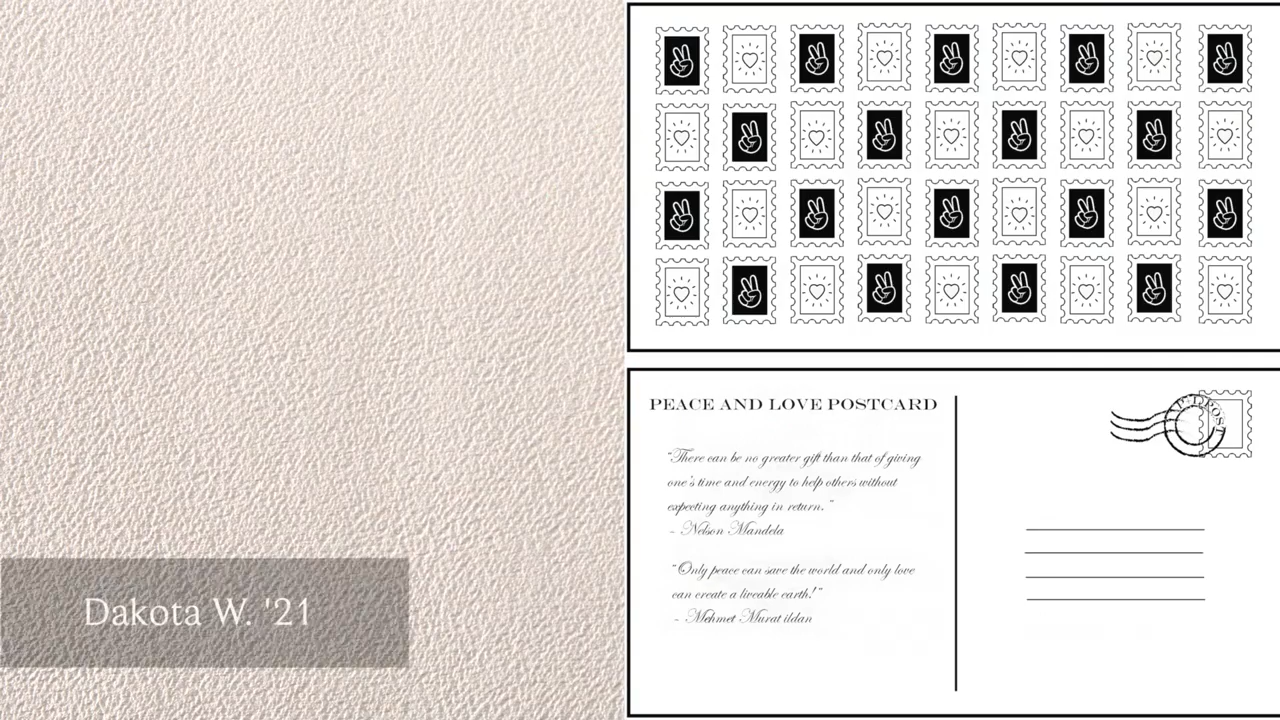 Dakota W. '21
PEACE AND LOVE POSTCARD
"There can be no greater gift than that of giving
one's time and energy to help others without
expecting anything in return."
- Nelson Mandela
"Only peace can save the world and only love
can create a liveable earth!"
- Mehmet Murat ildan